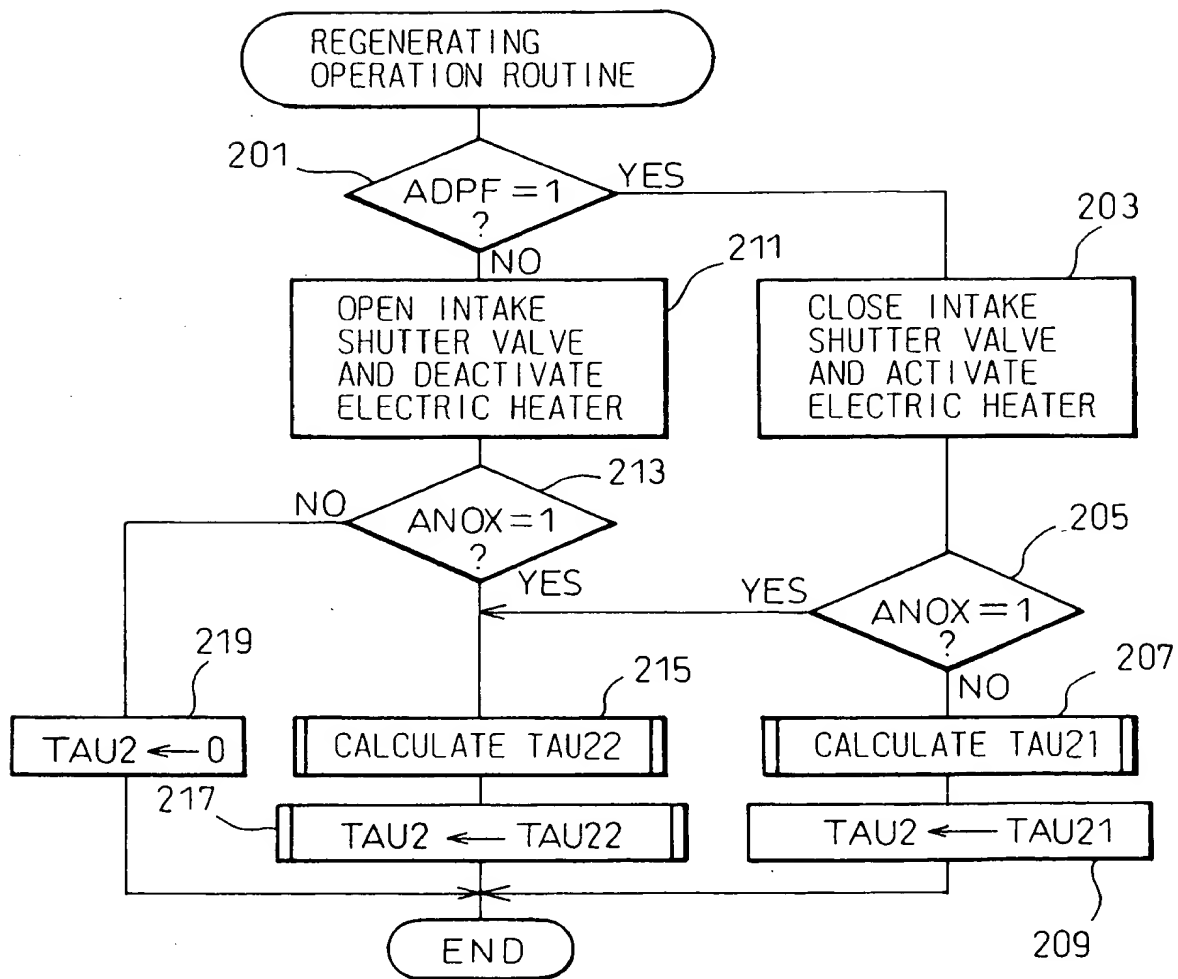 REGENERATING
OPERATION ROUTINE
201
ADPF = 1
?
YES
NO
211
203
OPEN INTAKE
SHUTTER VALVE
AND DEACTIVATE
ELECTRIC HEATER
CLOSE INTAKE
SHUTTER VALVE
AND ACTIVATE
ELECTRIC HEATER
213
NO
ANOX = 1
?
YES
205
YES
ANOX = 1
?
NO
219
215
207
TAU2 ← 0
CALCULATE TAU22
CALCULATE TAU21
217
TAU2 ← TAU22
TAU2 ← TAU21
END
209